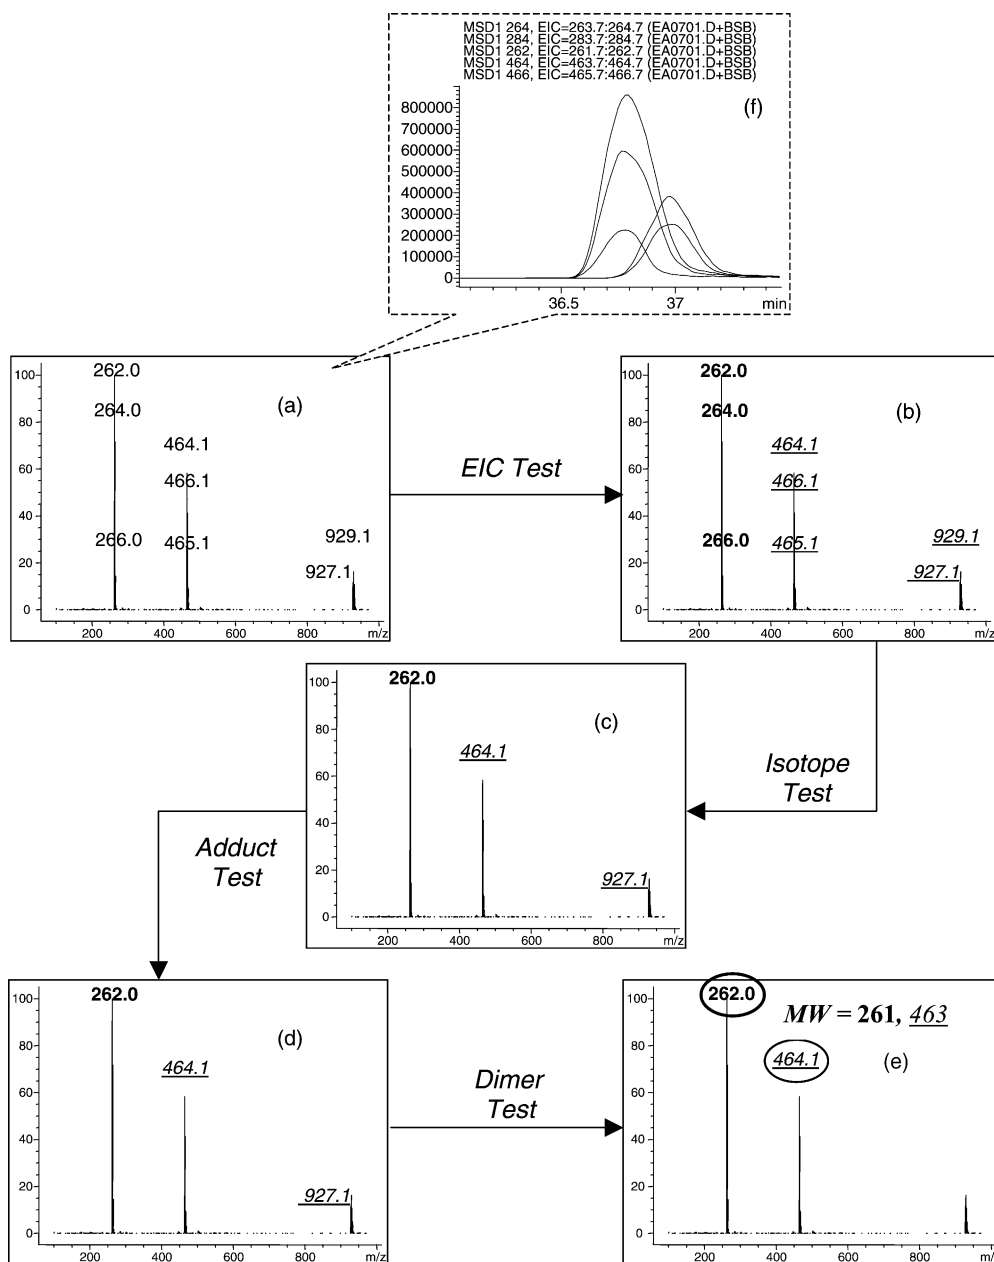 MSD1 264, EIC=263.7:264.7 (EA0701.D+BSB)
MSD1 284, EIC=283.7:284.7 (EA0701.D+BSB)
MSD1 262, EIC=261.7:262.7 (EA0701.D+BSB)
MSD1 464, EIC=463.7:464.7 (EA0701.D+BSB)
MSD1 466, EIC=465.7:466.7 (EA0701.D+BSB)
(f)
800000
700000
600000
500000
400000
300000
200000
100000
0
36.5 37 min
262.0
100
(a)
264.0
80
464.1
60
466.1
40
266.0 465.1 929.1
20
927.1
0
200 400 600 800 m/z
EIC Test
262.0
100
(b)
264.0
80
464.1
60
466.1
40
266.0 465.1 929.1
20
927.1
0
200 400 600 800 m/z
Isotope
Test
262.0
100
(c)
80
464.1
60
40
20
927.1
0
200 400 600 800 m/z
Adduct
Test
262.0
100
(d)
80
464.1
60
40
20
927.1
0
200 400 600 800 m/z
Dimer
Test
262.0
100
MW = 261, 463
80
464.1
(e)
60
40
20
0
200 400 600 800 m/z